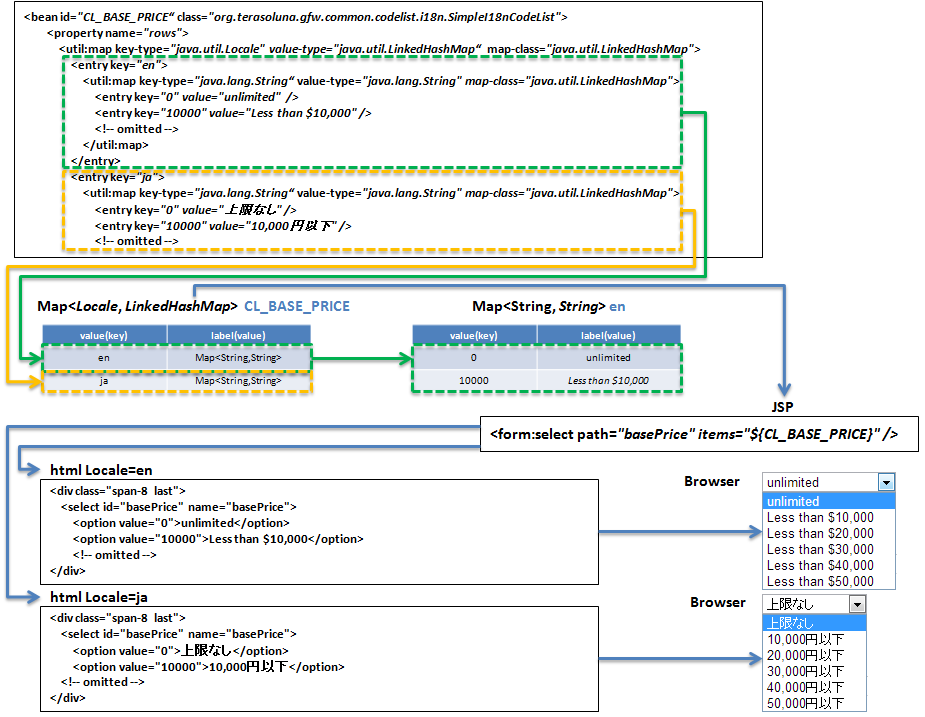 <bean id="CL_BASE_PRICE“ class="org.terasoluna.gfw.common.codelist.i18n.SimpleI18nCodeList">
<property name="rows">
<util:map key-type="java.util.Locale" value-type="java.util.LinkedHashMap“ map-class="java.util.LinkedHashMap">
<entry key="en">
<util:map key-type="java.lang.String“ value-type="java.lang.String" map-class="java.util.LinkedHashMap">
<entry key="0" value="unlimited" />
<entry key="10000" value="Less than $10,000" />
<!-- omitted -->
</util:map>
</entry>
<entry key="ja">
<util:map key-type="java.lang.String“ value-type="java.lang.String" map-class="java.util.LinkedHashMap">
<entry key="0" value="上限なし" />
<entry key="10000" value="10,000円以下" />
<!-- omitted -->
Map<Locale, LinkedHashMap> CL_BASE_PRICE
value(key) label(value)
en Map<String,String>
ja Map<String,String>
Map<String, String> en
value(key) label(value)
0 unlimited
10000 Less than $10,000
JSP
<form:select path="basePrice" items="${CL_BASE_PRICE}" />
html Locale=en
<div class="span-8 last">
<select id="basePrice" name="basePrice">
<option value="0">unlimited</option>
<option value="10000">Less than $10,000</option>
<!-- omitted -->
</div>
Browser
unlimited
unlimited
Less than $10,000
Less than $20,000
Less than $30,000
Less than $40,000
Less than $50,000
html Locale=ja
<div class="span-8 last">
<select id="basePrice" name="basePrice">
<option value="0">上限なし</option>
<option value="10000">10,000円以下</option>
<!-- omitted -->
</div>
Browser
上限なし
上限なし
10,000円以下
20,000円以下
30,000円以下
40,000円以下
50,000円以下